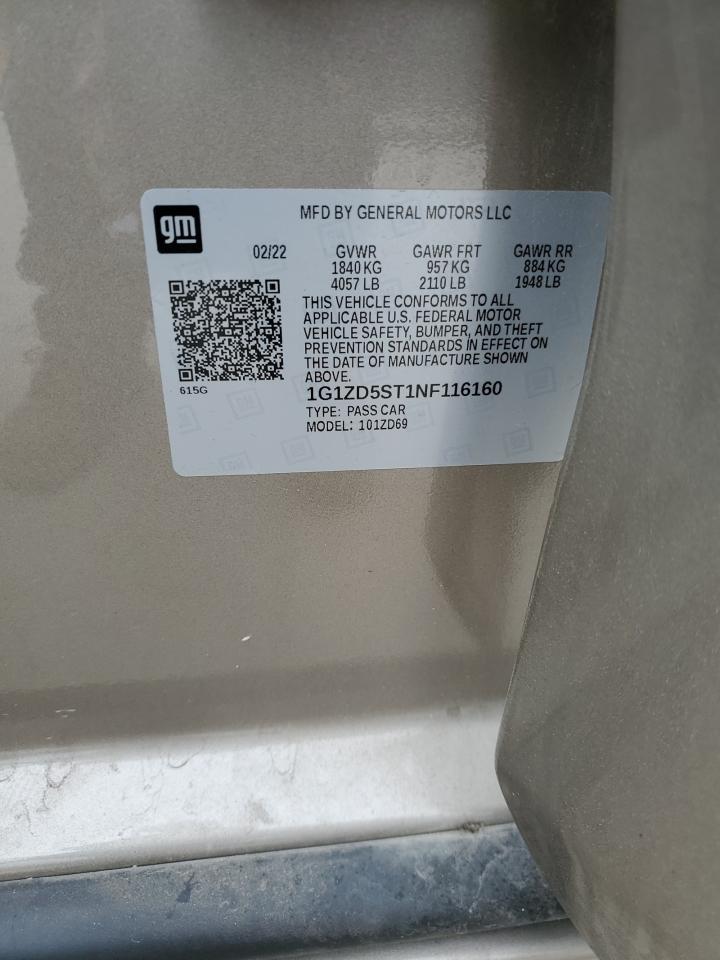 gm
MFD BY GENERAL MOTORS LLC
02/22 GVWR GAWR FRT GAWR RR
1840 KG 957 KG 884 KG
4057 LB 2110 LB 1948 LB
THIS VEHICLE CONFORMS TO ALL
APPLICABLE U.S. FEDERAL MOTOR
VEHICLE SAFETY, BUMPER, AND THEFT
PREVENTION STANDARDS IN EFFECT ON
THE DATE OF MANUFACTURE SHOWN
ABOVE.
615G
1G1ZD5ST1NF116160
TYPE: PASS CAR
MODEL: 101ZD69